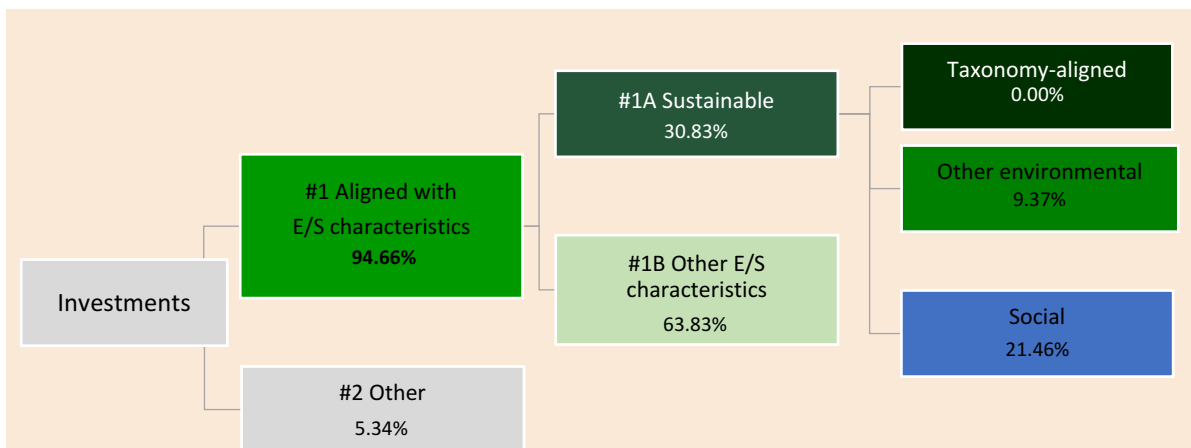 Investments
#1 Aligned with
E/S characteristics
94.66%
#2 Other
5.34%
#1A Sustainable
30.83%
#1B Other E/S
characteristics
63.83%
Taxonomy-aligned
0.00%
Other environmental
9.37%
Social
21.46%